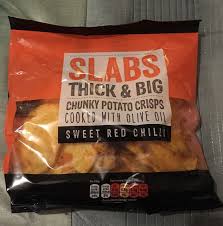 SLABS
THICK & BIG
CHUNKY POTATO CRISPS
COOKED WITH OLIVE OIL
SWEET RED CHILLI